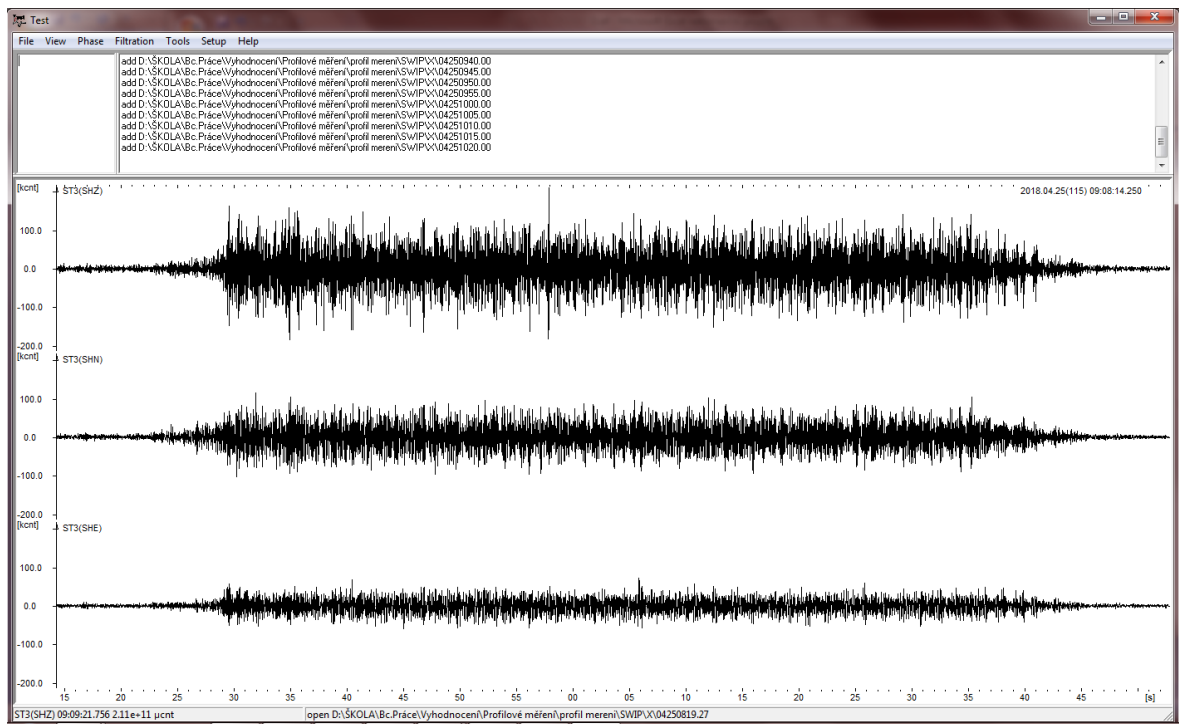 Test
File View Phase Filtration Tools Setup Help
add D:\ŠKOLA\Bc.Práce\Vyhodnocení\Profilové měření\profil mereni\SWIP\X\04250940.00
add D:\ŠKOLA\Bc.Práce\Vyhodnocení\Profilové měření\profil mereni\SWIP\X\04250945.00
add D:\ŠKOLA\Bc.Práce\Vyhodnocení\Profilové měření\profil mereni\SWIP\X\04250950.00
add D:\ŠKOLA\Bc.Práce\Vyhodnocení\Profilové měření\profil mereni\SWIP\X\04250955.00
add D:\ŠKOLA\Bc.Práce\Vyhodnocení\Profilové měření\profil mereni\SWIP\X\04251000.00
add D:\ŠKOLA\Bc.Práce\Vyhodnocení\Profilové měření\profil mereni\SWIP\X\04251005.00
add D:\ŠKOLA\Bc.Práce\Vyhodnocení\Profilové měření\profil mereni\SWIP\X\04251010.00
add D:\ŠKOLA\Bc.Práce\Vyhodnocení\Profilové měření\profil mereni\SWIP\X\04251015.00
add D:\ŠKOLA\Bc.Práce\Vyhodnocení\Profilové měření\profil mereni\SWIP\X\04251020.00
[kcnt] ST3(SHZ) 2018.04.25(115) 09:08:14.250
100.0
0.0
-100.0
-200.0
[kcnt] ST3(SHN)
100.0
0.0
-100.0
-200.0
[kcnt] ST3(SHE)
100.0
0.0
-100.0
-200.0
15 20 25 30 35 40 45 50 55 00 05 10 15 20 25 30 35 40 45 [s]
ST3(SHZ) 09:09:21.756 2.11e+11 µcnt open D:\ŠKOLA\Bc.Práce\Vyhodnocení\Profilové měření\profil mereni\SWIP\X\04250819.27